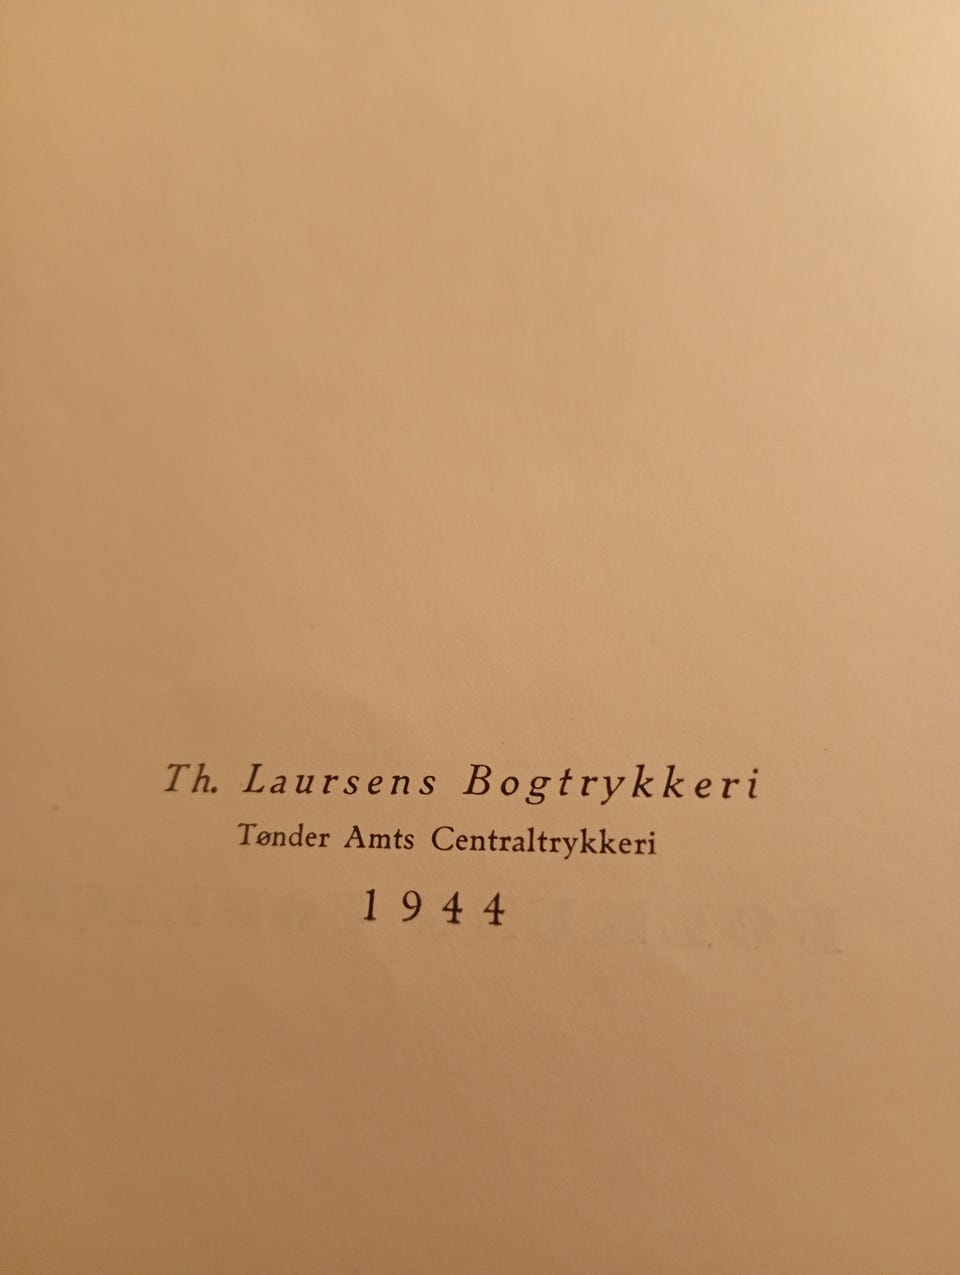 Th. Laursens Bogtrykkeri
Tønder Amts Centraltrykkeri
1944